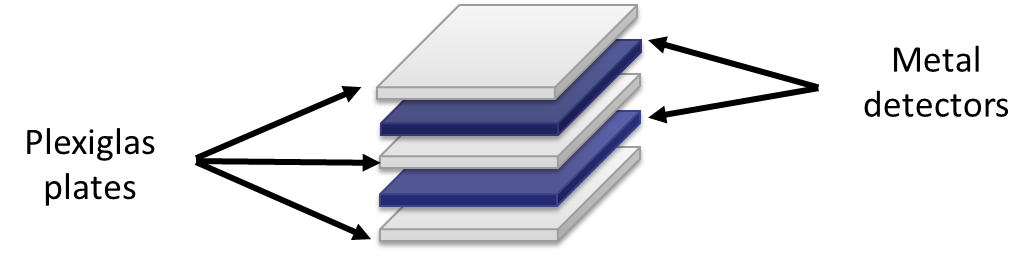 Plexiglas
plates
Metal
detectors